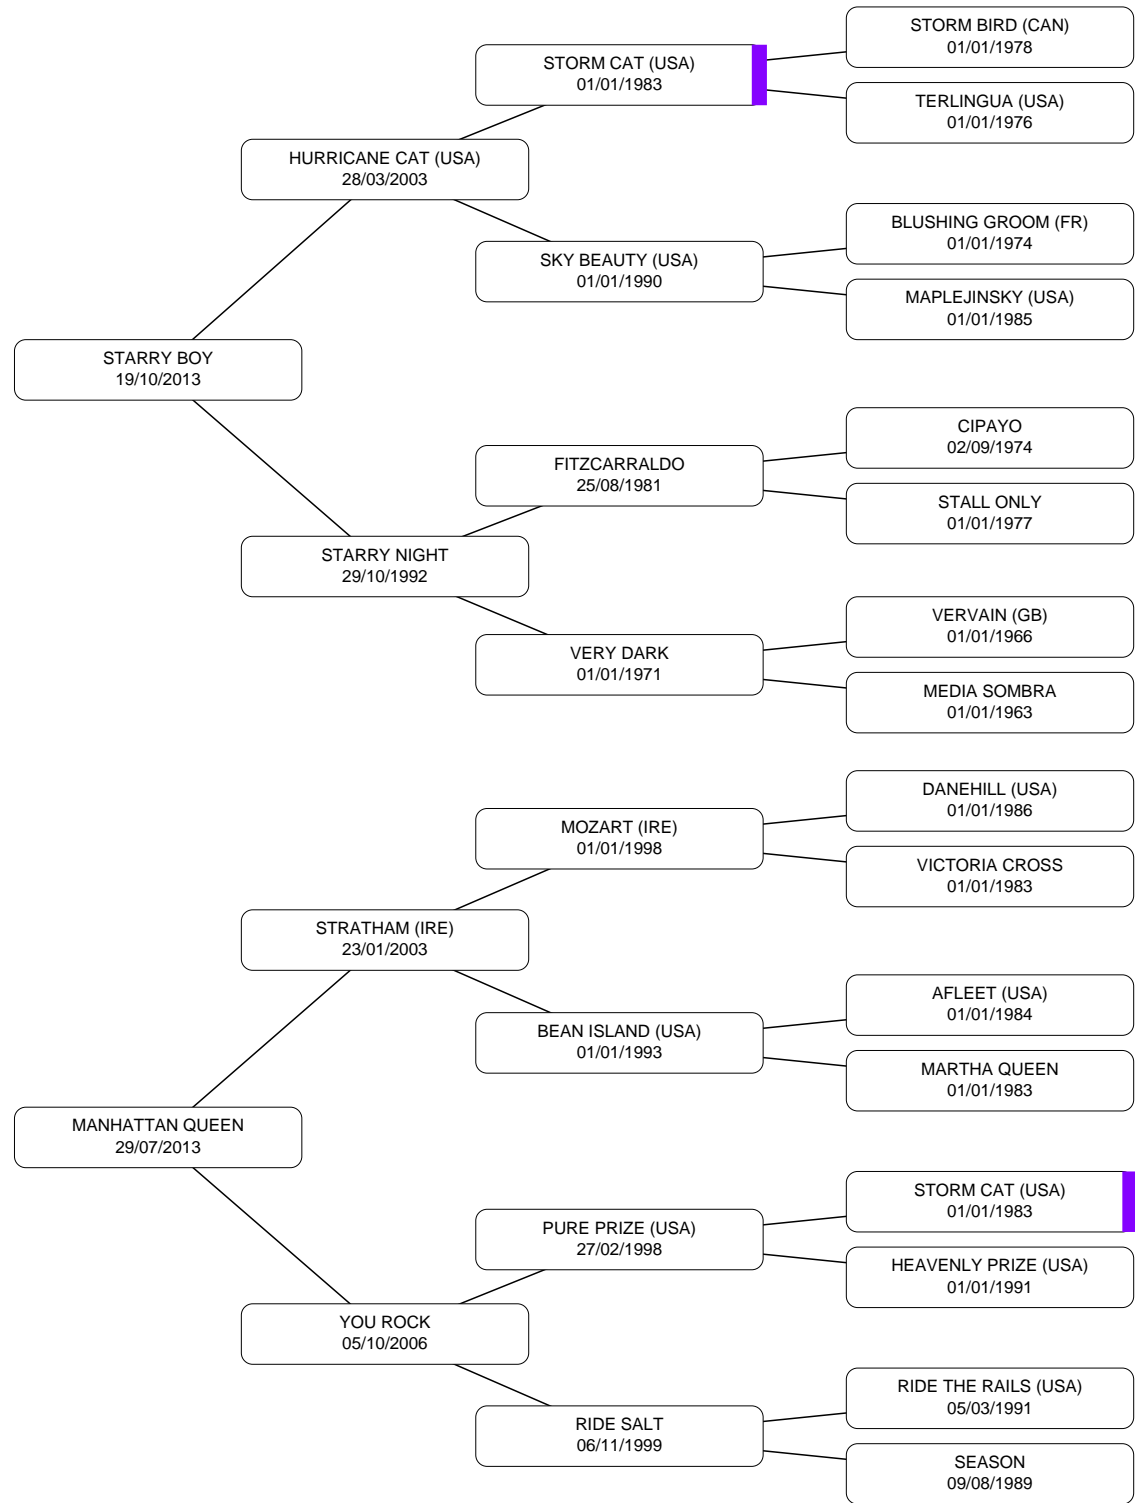 STORM BIRD (CAN)
01/01/1978
STORM CAT (USA)
01/01/1983
TERLINGUA (USA)
01/01/1976
HURRICANE CAT (USA)
28/03/2003
BLUSHING GROOM (FR)
01/01/1974
SKY BEAUTY (USA)
01/01/1990
MAPLEJINSKY (USA)
01/01/1985
STARRY BOY
19/10/2013
CIPAYO
02/09/1974
FITZCARRALDO
25/08/1981
STALL ONLY
01/01/1977
STARRY NIGHT
29/10/1992
VERVAIN (GB)
01/01/1966
VERY DARK
01/01/1971
MEDIA SOMBRA
01/01/1963
DANEHILL (USA)
01/01/1986
MOZART (IRE)
01/01/1998
VICTORIA CROSS
01/01/1983
STRATHAM (IRE)
23/01/2003
AFLEET (USA)
01/01/1984
BEAN ISLAND (USA)
01/01/1993
MARTHA QUEEN
01/01/1983
MANHATTAN QUEEN
29/07/2013
STORM CAT (USA)
01/01/1983
PURE PRIZE (USA)
27/02/1998
HEAVENLY PRIZE (USA)
01/01/1991
YOU ROCK
05/10/2006
RIDE THE RAILS (USA)
05/03/1991
RIDE SALT
06/11/1999
SEASON
09/08/1989